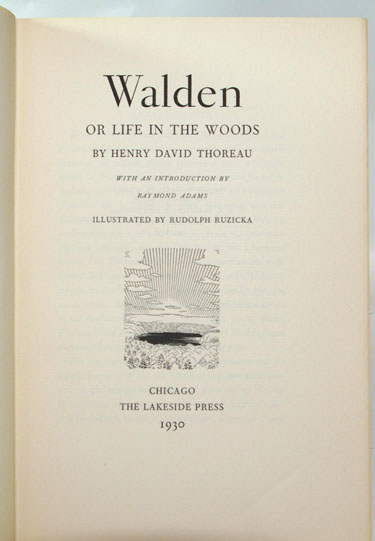 Walden
OR LIFE IN THE WOODS
BY HENRY DAVID THOREAU
WITH AN INTRODUCTION BY
RAYMOND ADAMS
ILLUSTRATED BY RUDOLPH RUZICKA
CHICAGO
THE LAKESIDE PRESS
1930